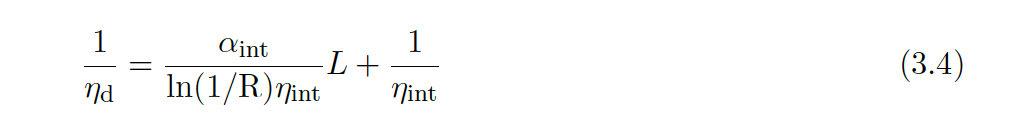 1/η_d = α_int/(ln(1/R)η_int) L + 1/η_int (3.4)